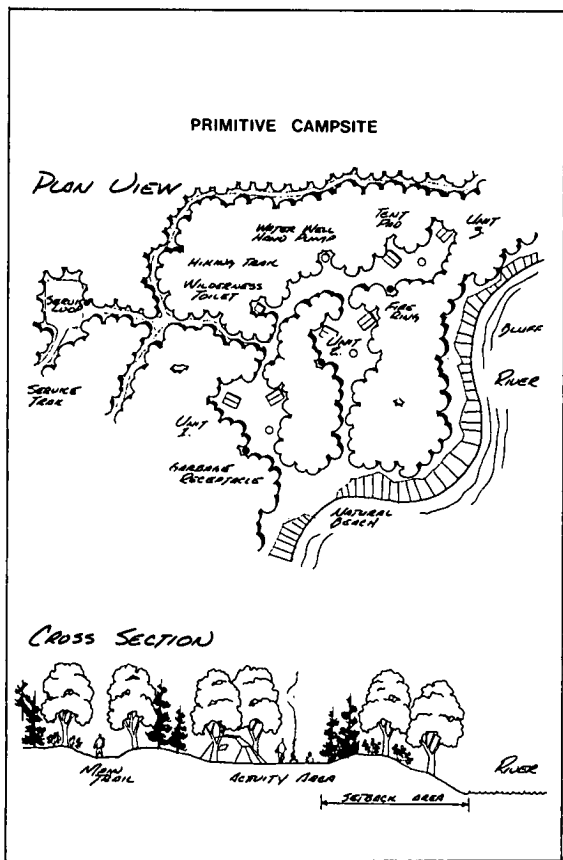 PRIMITIVE CAMPSITE
PLAN VIEW
WATER WELL
HAND PUMP
TENT
PAD
UNIT
3.
HIKING TRAIL
WILDERNESS
TOILET
SERVICE
LOOP
FIRE
RING
UNIT
2.
BLUFF
RIVER
SERVICE
TRAIL
UNIT
1.
GARBAGE
RECEPTACLE
NATURAL
BEACH
CROSS SECTION
MAIN
TRAIL
ACTIVITY AREA
RIVER
SETBACK AREA